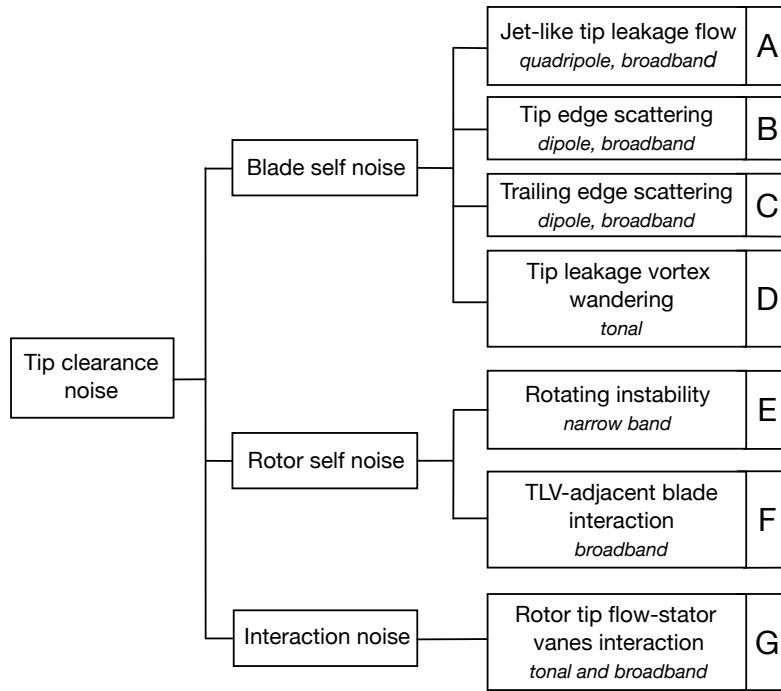 Jet-like tip leakage flow
quadripole, broadband
A
Tip edge scattering
dipole, broadband
B
Blade self noise
Trailing edge scattering
dipole, broadband
C
Tip leakage vortex
wandering
tonal
D
Tip clearance
noise
Rotating instability
narrow band
E
Rotor self noise
TLV-adjacent blade
interaction
broadband
F
Interaction noise
Rotor tip flow-stator
vanes interaction
tonal and broadband
G